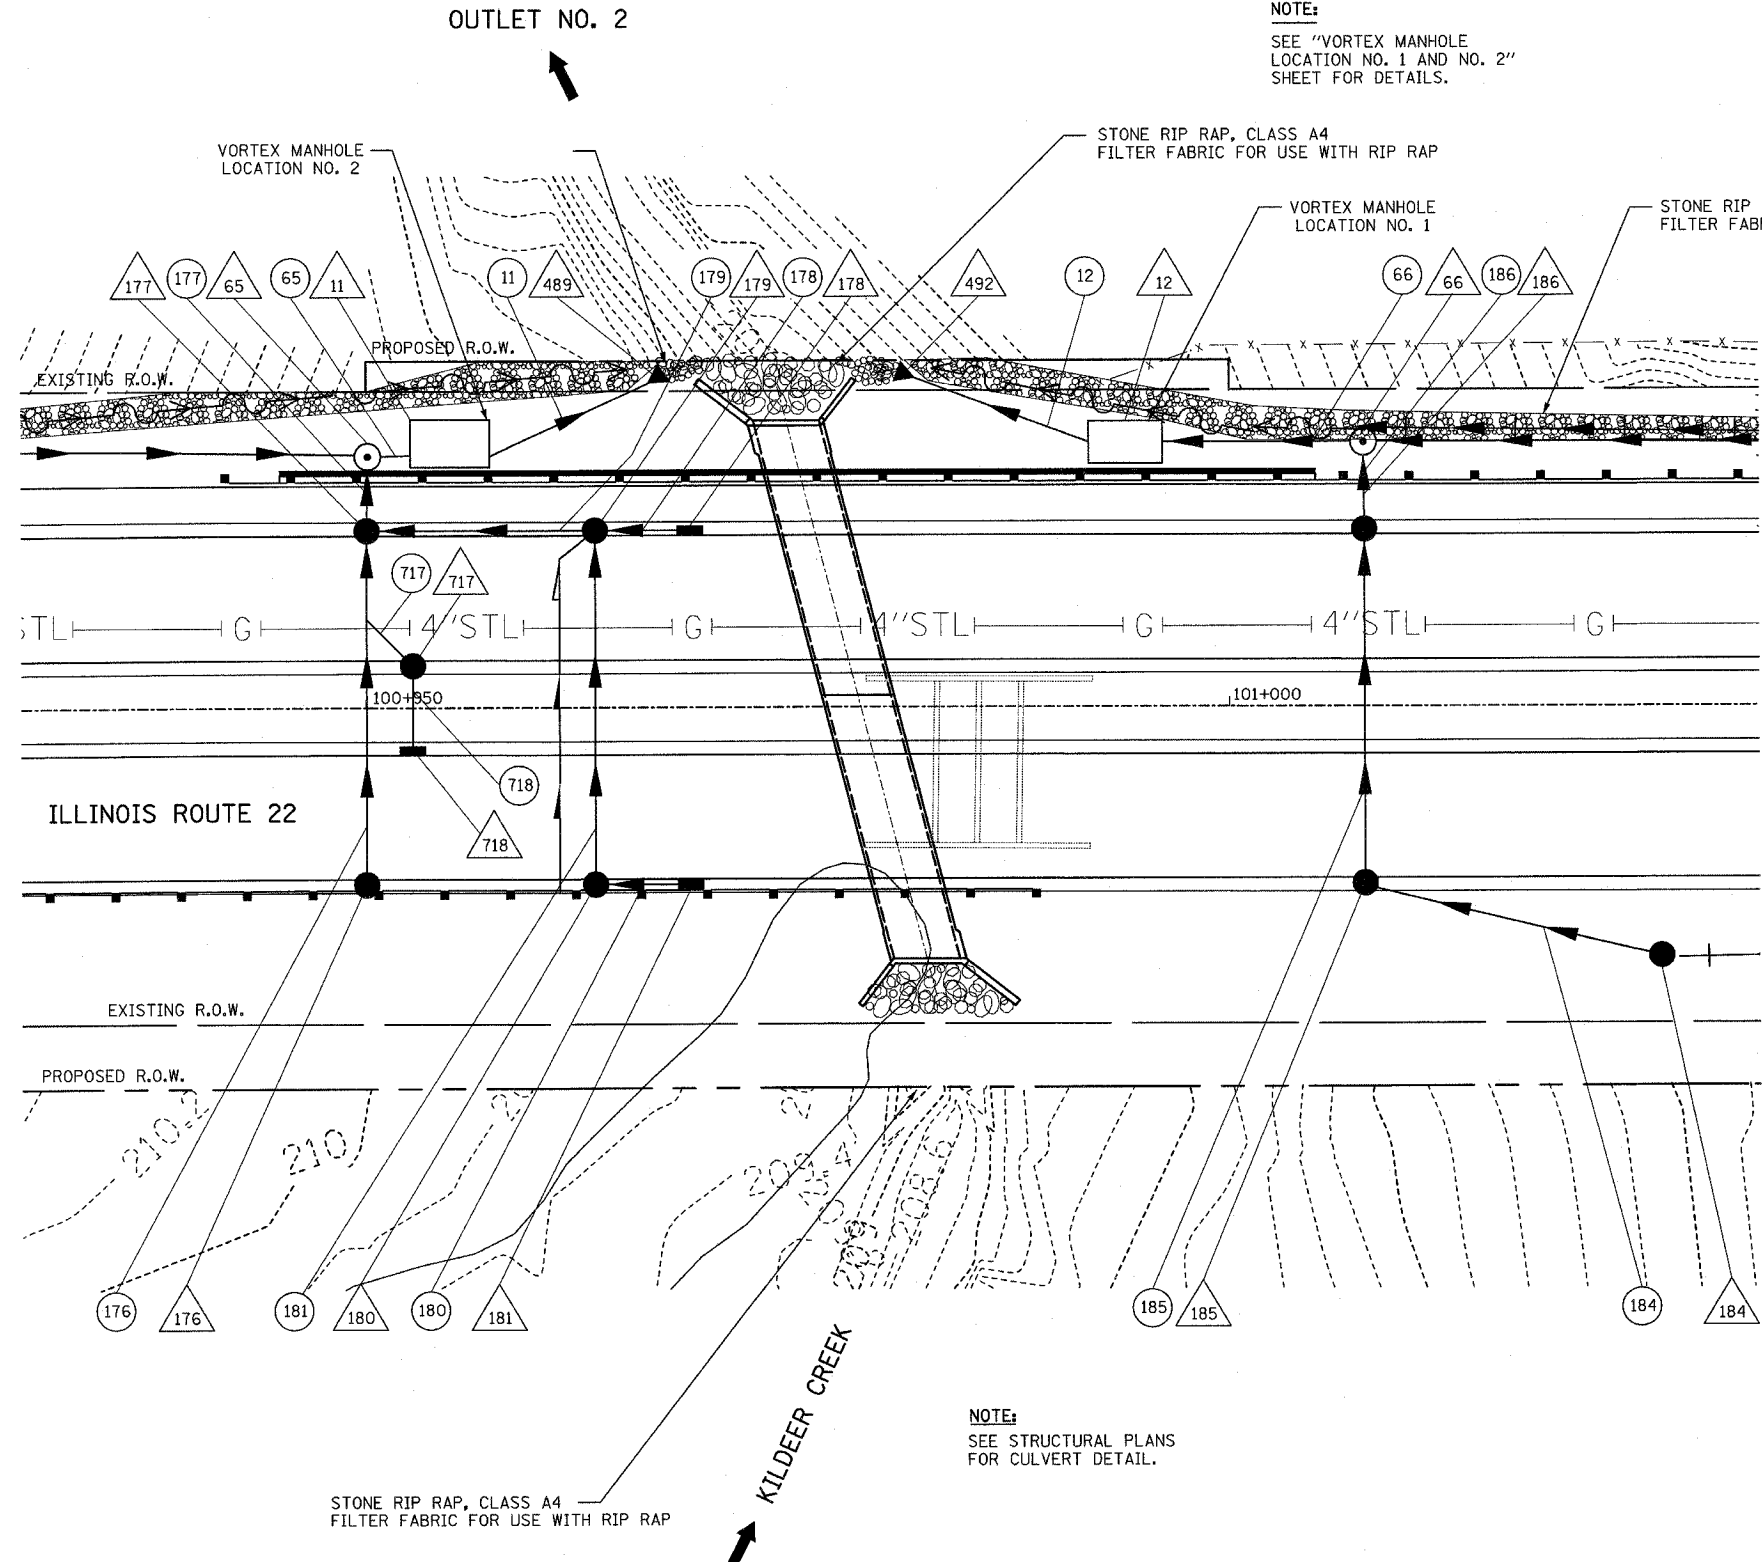 OUTLET NO. 2
NOTE:
SEE "VORTEX MANHOLE
LOCATION NO. 1 AND NO. 2"
SHEET FOR DETAILS.
STONE RIP RAP, CLASS A4
FILTER FABRIC FOR USE WITH RIP RAP
VORTEX MANHOLE
LOCATION NO. 2
VORTEX MANHOLE
LOCATION NO. 1
STONE RIP
FILTER FAB
177 177 65 65 11 11 489 179 179 178 178 492 12 12 66 66 186 186
PROPOSED R.O.W.
EXISTING R.O.W.
717 717
STL G 4"STL G 4"STL G 4"STL G
100+950 101+000
718
ILLINOIS ROUTE 22
718
EXISTING R.O.W.
PROPOSED R.O.W.
210.2
210
208.6
176 176 181 180 180 181 185 185 184 184
KILDEER CREEK
NOTE:
SEE STRUCTURAL PLANS
FOR CULVERT DETAIL.
STONE RIP RAP, CLASS A4
FILTER FABRIC FOR USE WITH RIP RAP